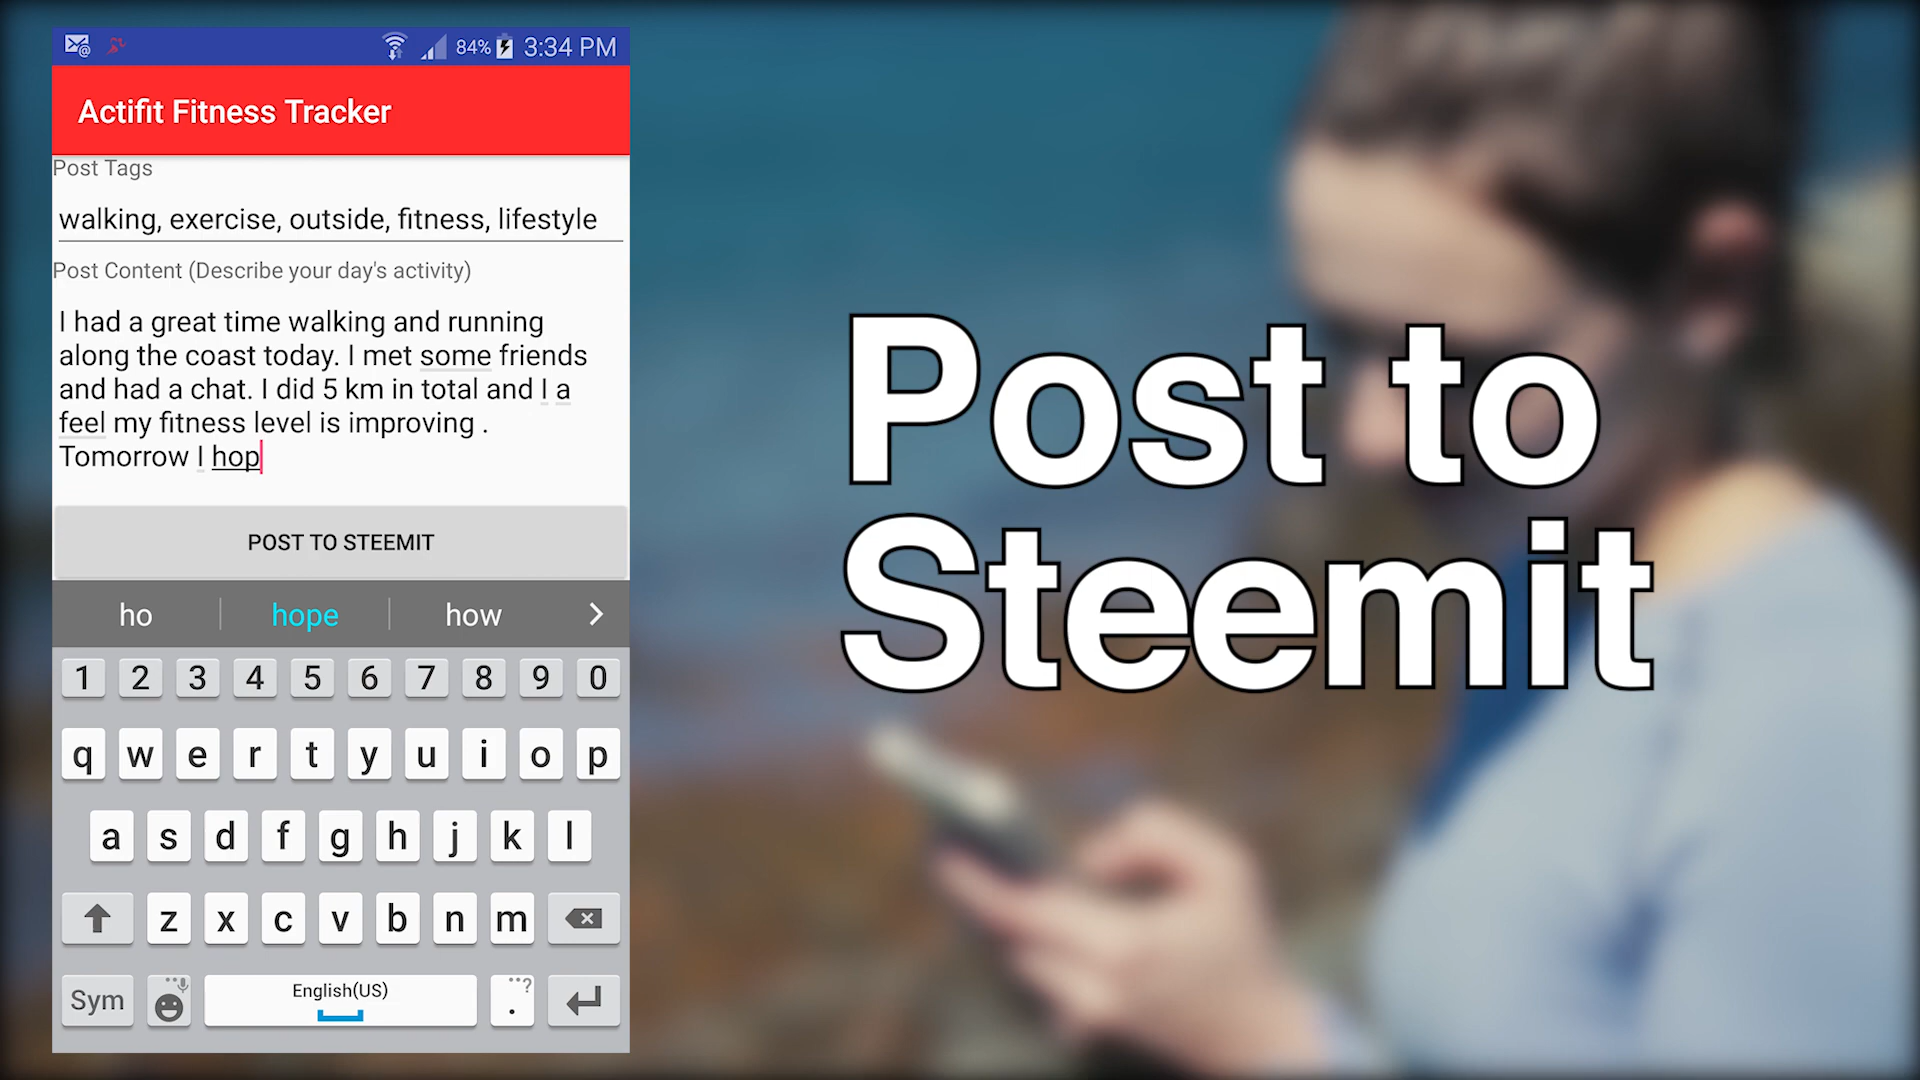 84% 3:34 PM
Actifit Fitness Tracker
Post Tags
walking, exercise, outside, fitness, lifestyle
Post Content (Describe your day's activity)
I had a great time walking and running
along the coast today. I met some friends
and had a chat. I did 5 km in total and I a
feel my fitness level is improving .
Tomorrow I hop
POST TO STEEMIT
ho hope how
1 2 3 4 5 6 7 8 9 0
q w e r t y u i o p
a s d f g h j k l
z x c v b n m
Sym English(US) . ?
Post to
Steemit